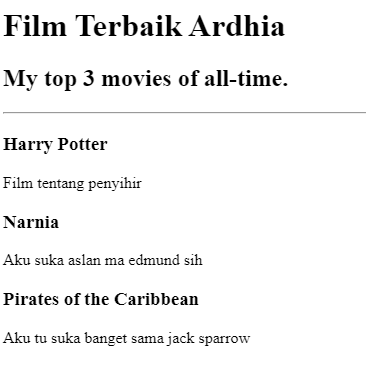 Film Terbaik Ardhia
My top 3 movies of all-time.
Harry Potter
Film tentang penyihir
Narnia
Aku suka aslan ma edmund sih
Pirates of the Caribbean
Aku tu suka banget sama jack sparrow